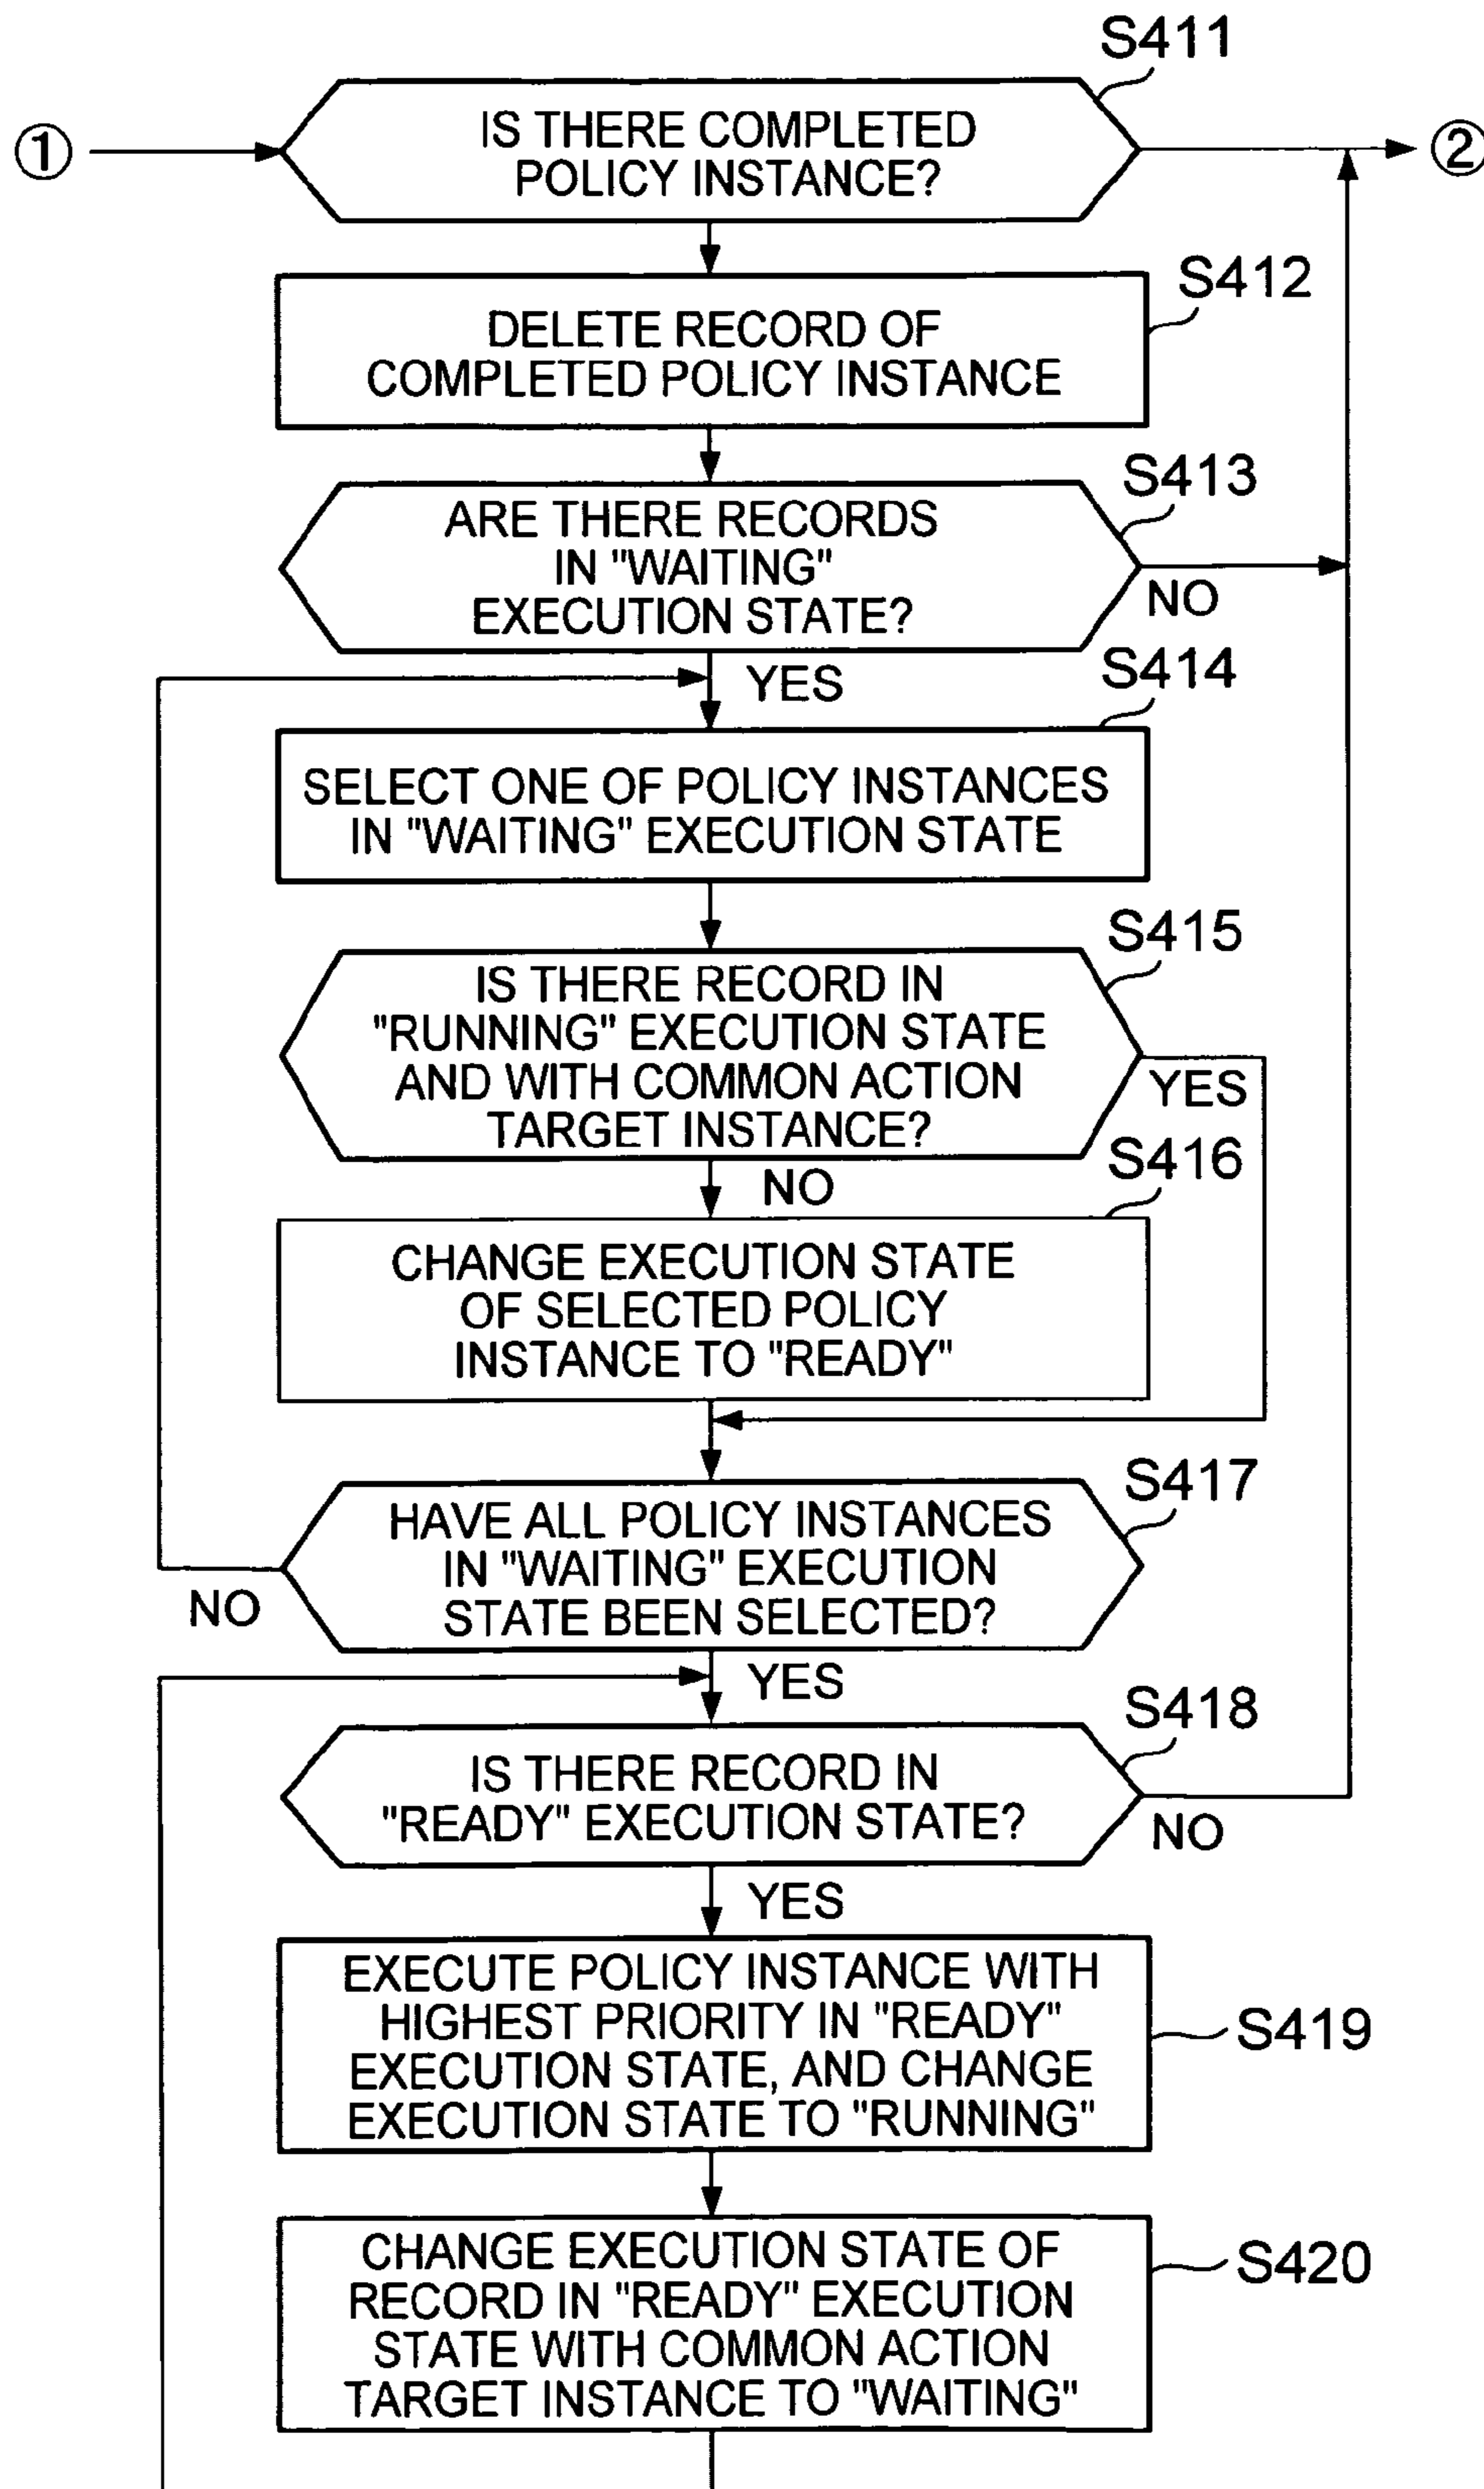 S411
①
IS THERE COMPLETED
POLICY INSTANCE?
②
S412
DELETE RECORD OF
COMPLETED POLICY INSTANCE
S413
ARE THERE RECORDS
IN "WAITING"
EXECUTION STATE?
NO
YES
S414
SELECT ONE OF POLICY INSTANCES
IN "WAITING" EXECUTION STATE
S415
IS THERE RECORD IN
"RUNNING" EXECUTION STATE
AND WITH COMMON ACTION
TARGET INSTANCE?
YES
NO
S416
CHANGE EXECUTION STATE
OF SELECTED POLICY
INSTANCE TO "READY"
S417
HAVE ALL POLICY INSTANCES
IN "WAITING" EXECUTION
STATE BEEN SELECTED?
NO
YES
S418
IS THERE RECORD IN
"READY" EXECUTION STATE?
NO
YES
EXECUTE POLICY INSTANCE WITH
HIGHEST PRIORITY IN "READY"
EXECUTION STATE, AND CHANGE
EXECUTION STATE TO "RUNNING"
S419
CHANGE EXECUTION STATE OF
RECORD IN "READY" EXECUTION
STATE WITH COMMON ACTION
TARGET INSTANCE TO "WAITING"
S420